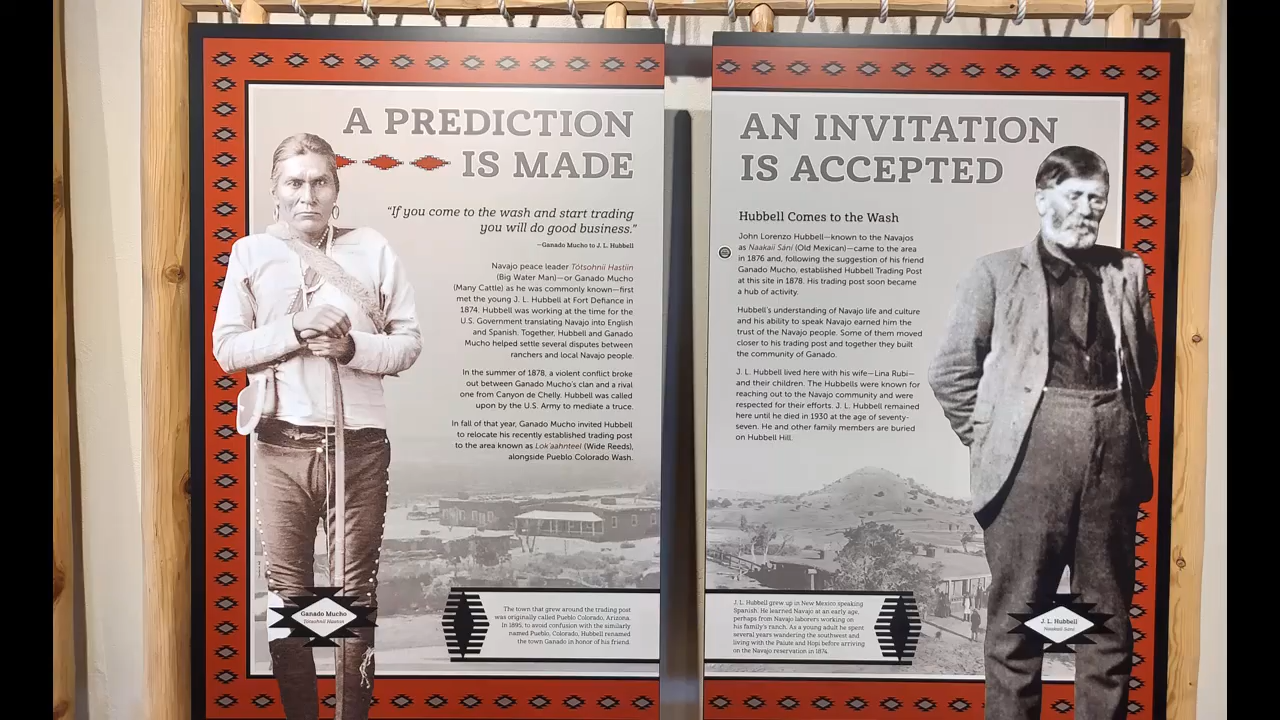 A PREDICTION
IS MADE
“If you come to the wash and start trading
you will do good business.”
—Ganado Mucho to J. L. Hubbell
Navajo peace leader Tótsohnii Hastiin
(Big Water Man)—or Ganado Mucho
(Many Cattle) as he was commonly known—first
met the young J. L. Hubbell at Fort Defiance in
1874. Hubbell was working at the time for the
U.S. Government translating Navajo into English
and Spanish. Together, Hubbell and Ganado
Mucho helped settle several disputes between
ranchers and local Navajo people.
In the summer of 1878, a violent conflict broke
out between Ganado Mucho's clan and a rival
one from Canyon de Chelly. Hubbell was called
upon by the U.S. Army to mediate a truce.
In fall of that year, Ganado Mucho invited Hubbell
to relocate his recently established trading post
to the area known as Lok'aahnteel (Wide Reeds),
alongside Pueblo Colorado Wash.
Ganado Mucho
Tótsohnii Hastiin
The town that grew around the trading post
was originally called Pueblo Colorado, Arizona.
In 1895, to avoid confusion with the similarly
named Pueblo, Colorado, Hubbell renamed
the town Ganado in honor of his friend.
AN INVITATION
IS ACCEPTED
Hubbell Comes to the Wash
John Lorenzo Hubbell—known to the Navajos
as Naakaii Sání (Old Mexican)—came to the area
in 1876 and, following the suggestion of his friend
Ganado Mucho, established Hubbell Trading Post
at this site in 1878. His trading post soon became
a hub of activity.
Hubbell's understanding of Navajo life and culture
and his ability to speak Navajo earned him the
trust of the Navajo people. Some of them moved
closer to his trading post and together they built
the community of Ganado.
J. L. Hubbell lived here with his wife—Lina Rubi—
and their children. The Hubbells were known for
reaching out to the Navajo community and were
respected for their efforts. J. L. Hubbell remained
here until he died in 1930 at the age of seventy-
seven. He and other family members are buried
on Hubbell Hill.
J. L. Hubbell grew up in New Mexico speaking
Spanish. He learned Navajo at an early age,
perhaps from Navajo laborers working on
his family's ranch. As a young adult he spent
several years wandering the southwest and
living with the Paiute and Hopi before arriving
on the Navajo reservation in 1874.
J. L. Hubbell
Naakaii Sání